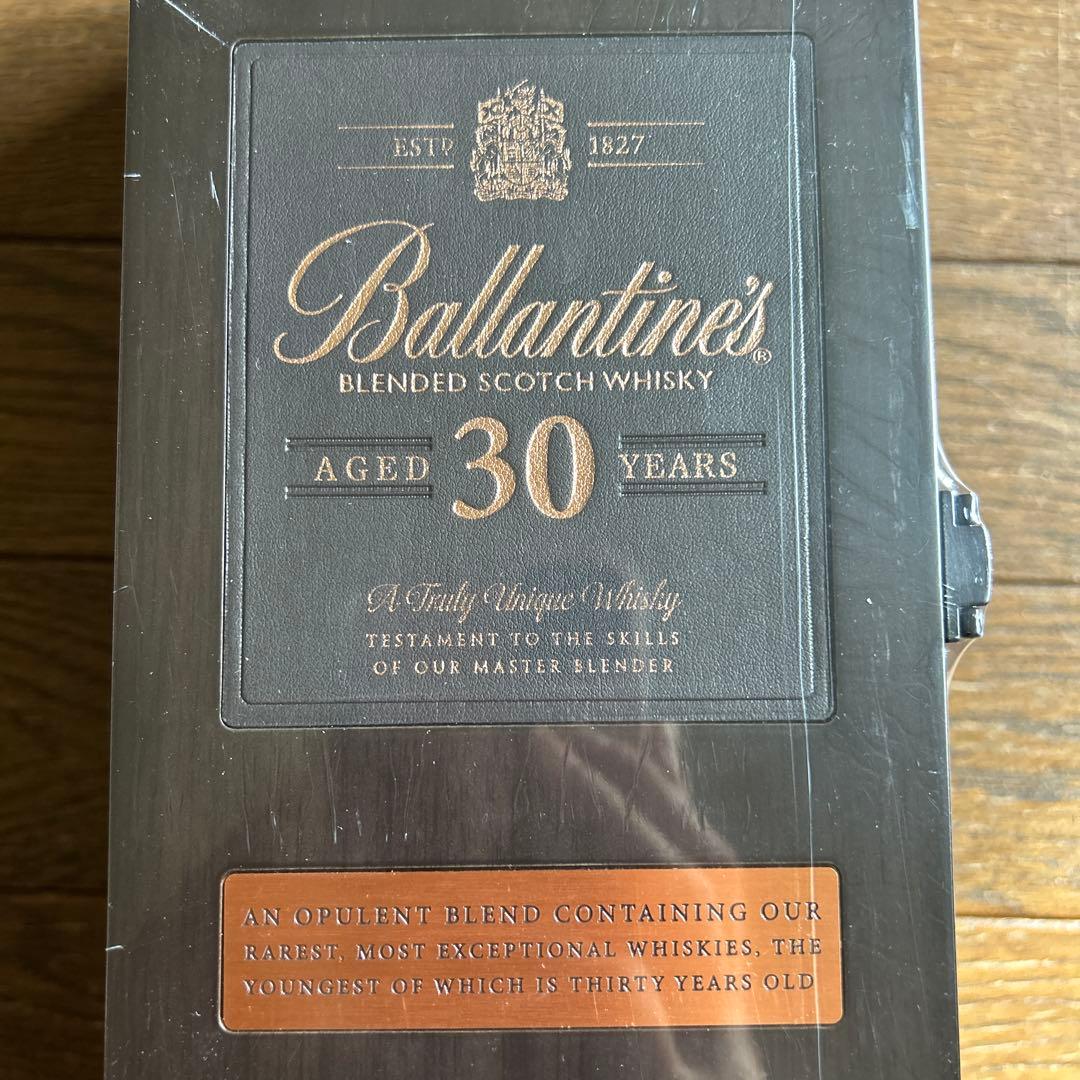 ESTD 1827
Ballantine's®
BLENDED SCOTCH WHISKY
AGED 30 YEARS
A Truly Unique Whisky
TESTAMENT TO THE SKILLS
OF OUR MASTER BLENDER
AN OPULENT BLEND CONTAINING OUR
RAREST, MOST EXCEPTIONAL WHISKIES, THE
YOUNGEST OF WHICH IS THIRTY YEARS OLD